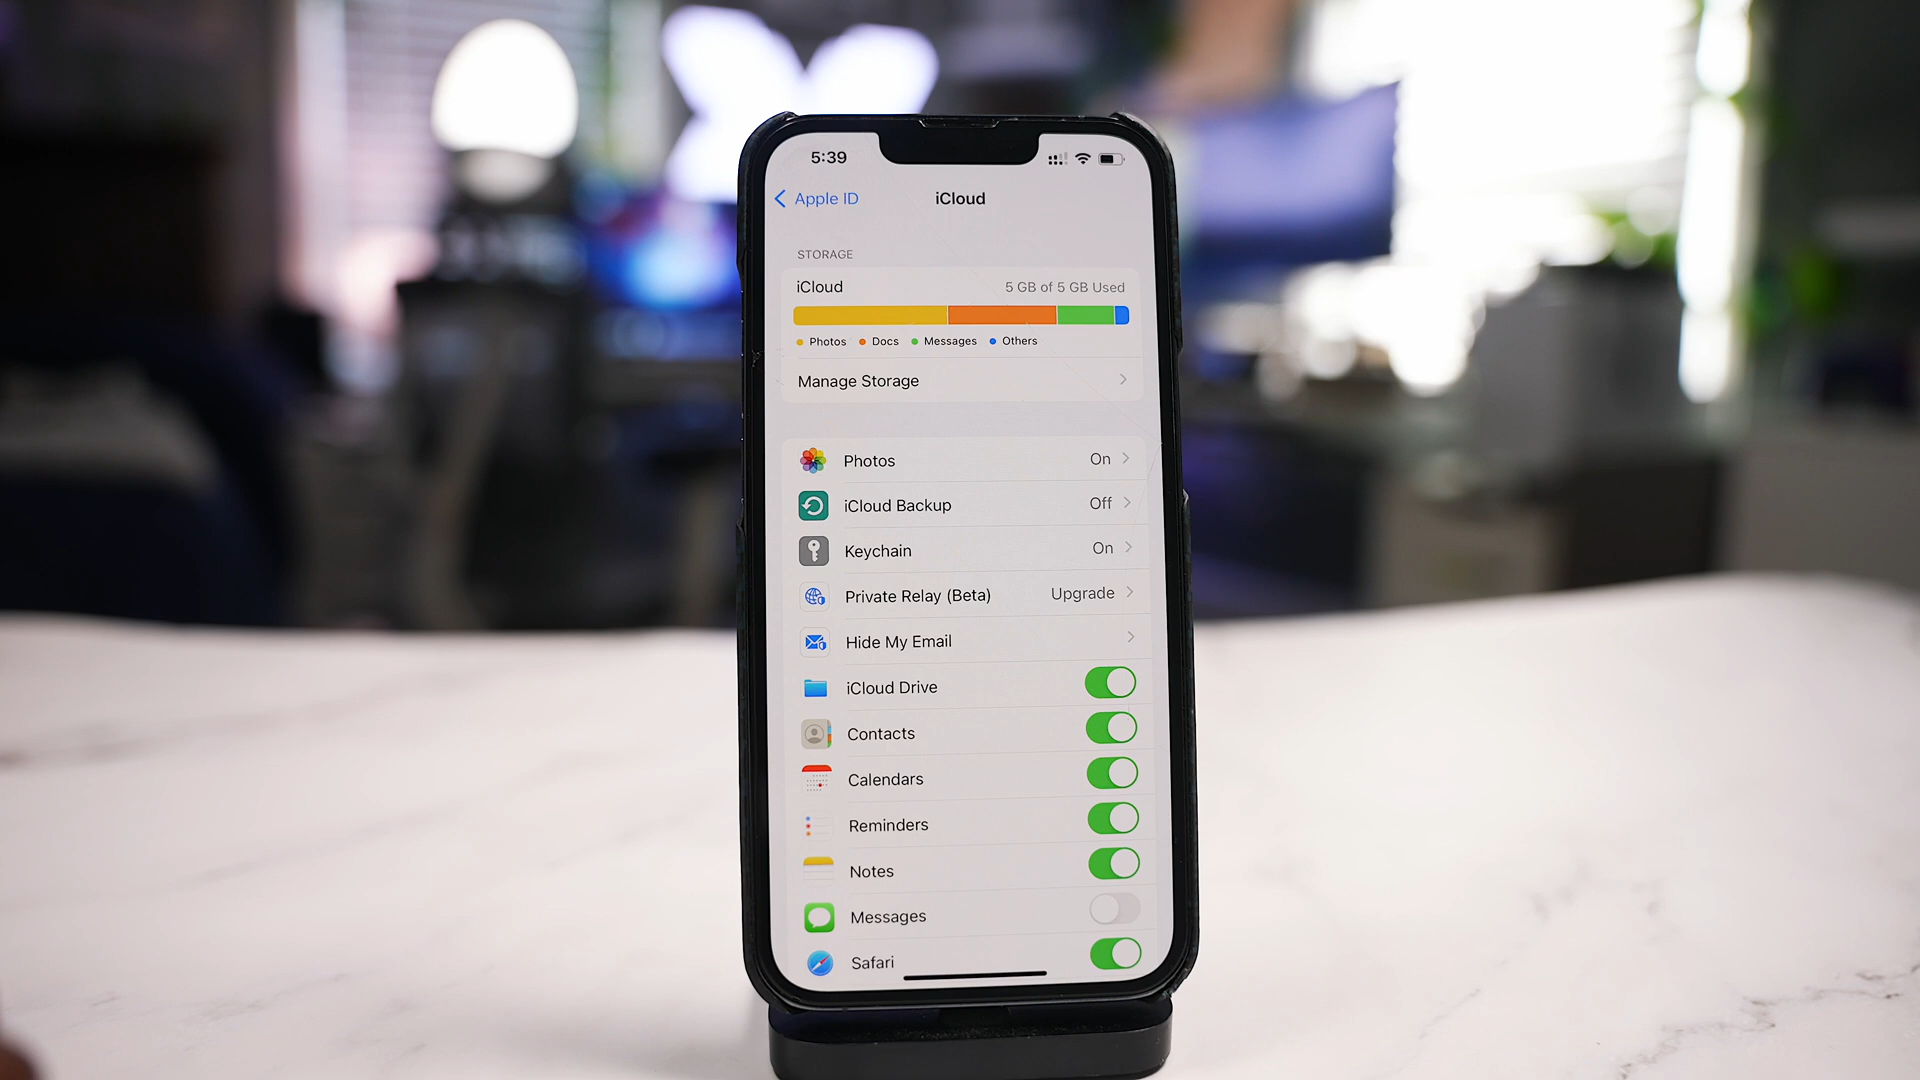 5:39
Apple ID
iCloud
STORAGE
iCloud 5 GB of 5 GB Used
Photos Docs Messages Others
Manage Storage
Photos On
iCloud Backup Off
Keychain On
Private Relay (Beta) Upgrade
Hide My Email
iCloud Drive
Contacts
Calendars
Reminders
Notes
Messages
Safari